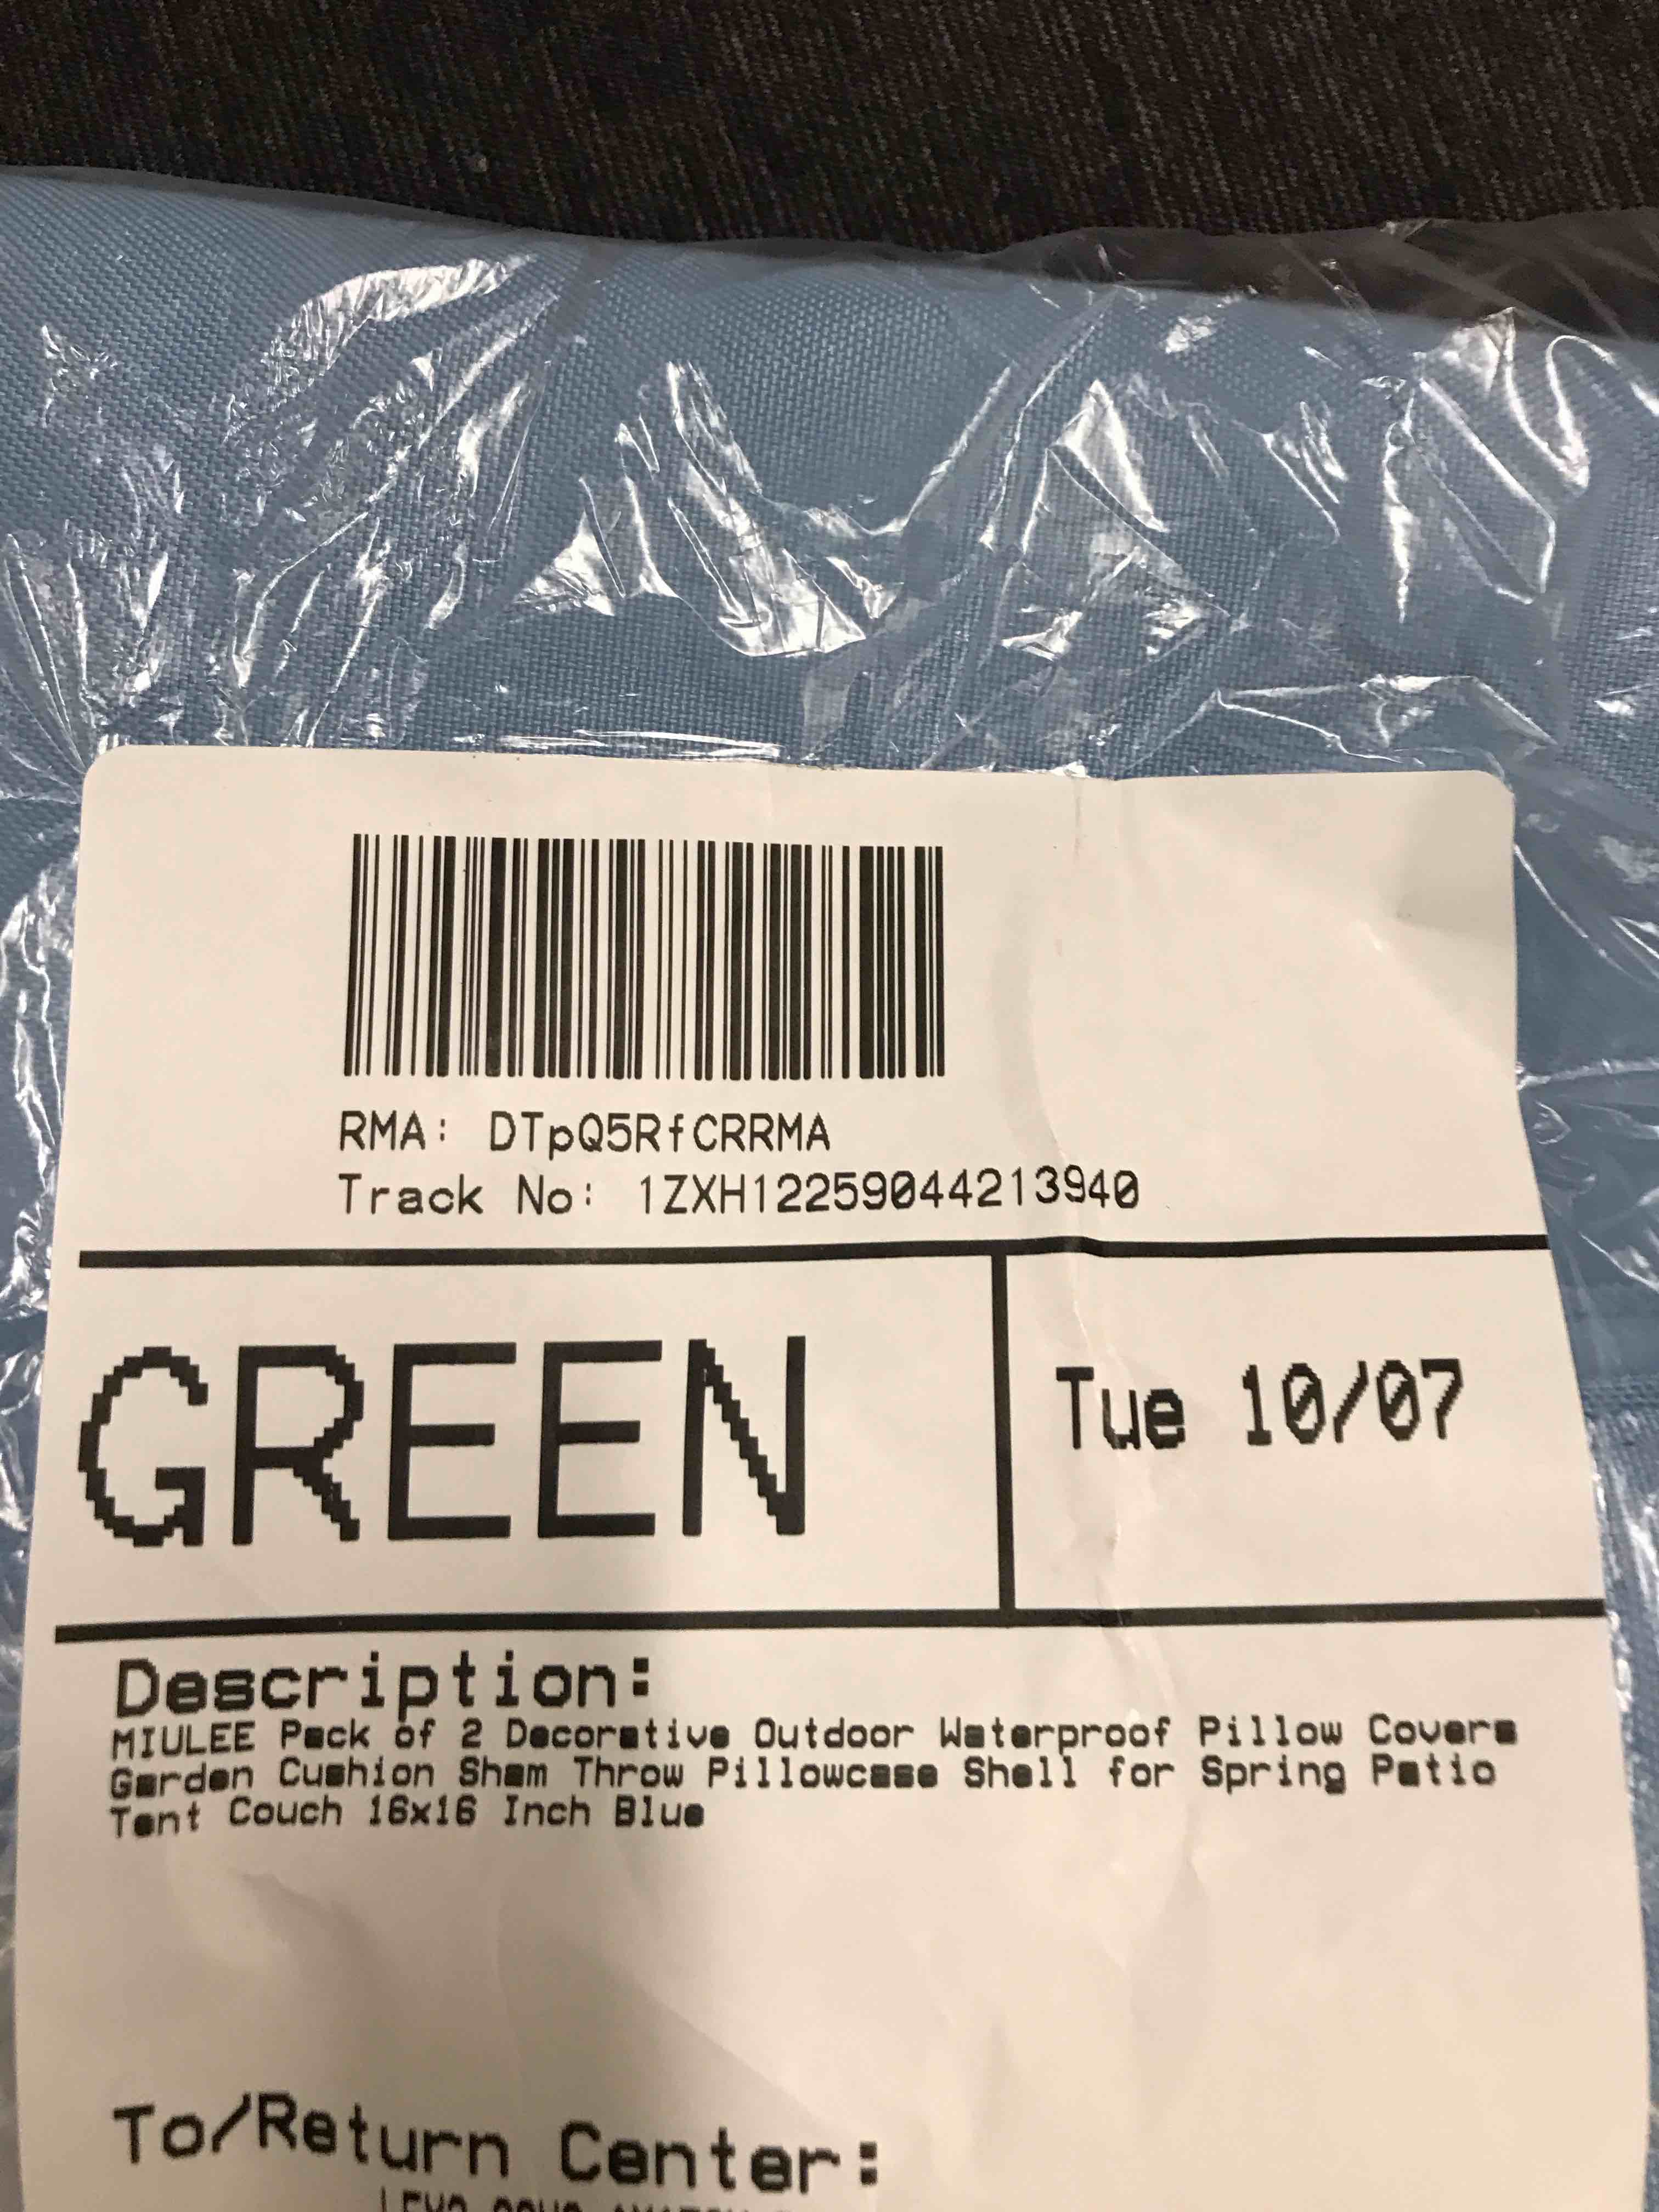 RMA: DTpQ5RfCRRMA
Track No: 1ZXH12259044213940
GREEN
Tue 10/07
Description:
MIULEE Pack of 2 Decorative Outdoor Waterproof Pillow Covers
Garden Cushion Sham Throw Pillowcase Shell for Spring Patio
Tent Couch 16x16 Inch Blue
To/Return Center: